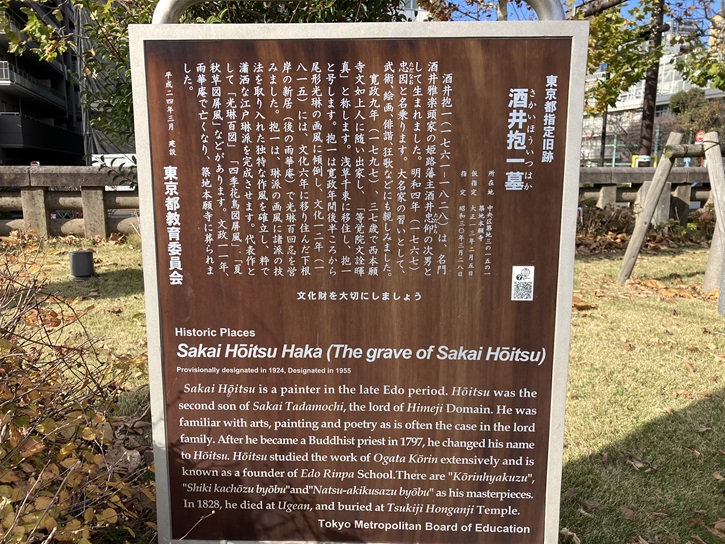 東京都指定旧跡
酒井抱一墓
さかいほういつはか
所在地 中央区築地三の一五の一
築地本願寺
仮指定 大正一三年二月五日
指定 昭和三〇年三月二八日
酒井抱一(一七六一―一八二八)は、名門
酒井雅楽頭家の姫路藩主酒井忠仰の次男と
して生まれました。明和四年(一七六七)
忠因と名乗ります。大名家の習いとして、
武術、絵画、俳諧、狂歌などにも親しみました。
寛政九年(一七九七)、三七歳で西本願
寺文如上人に随い出家し、「等覚院文詮暉
真」と称します。浅草千束に移住し、抱一
と号します。抱一は寛政年間後半ころから
尾形光琳の画風に傾倒し、文化一二年(一
八一五)には、文化六年に移り住んだ下根
岸の新居(後の雨華庵)で光琳百回忌を営
みました。抱一は、琳派の画風に諸派の技
法を取り入れた独特な作風を確立し、粋で
瀟洒な江戸琳派を完成させます。代表作と
して「光琳百図」「四季花鳥図屏風」「夏
秋草図屏風」などがあります。文政一一年、
雨華庵で亡くなり、築地本願寺に葬られま
した。
平成二四年三月 建設
東京都教育委員会
文化財を大切にしましょう
Historic Places
Sakai Hōitsu Haka (The grave of Sakai Hōitsu)
Provisionally designated in 1924, Designated in 1955
Sakai Hōitsu is a painter in the late Edo period. Hōitsu was the
second son of Sakai Tadamochi, the lord of Himeji Domain. He was
familiar with arts, painting and poetry as is often the case in the lord
family. After he became a Buddhist priest in 1797, he changed his name
to Hōitsu. Hōitsu studied the work of Ogata Kōrin extensively and is
known as a founder of Edo Rinpa School.There are "Kōrinhyakuzu",
"Shiki kachōzu byōbu"and"Natsu-akikusazu byōbu" as his masterpieces.
In 1828, he died at Ugean, and buried at Tsukiji Honganji Temple.
Tokyo Metropolitan Board of Education